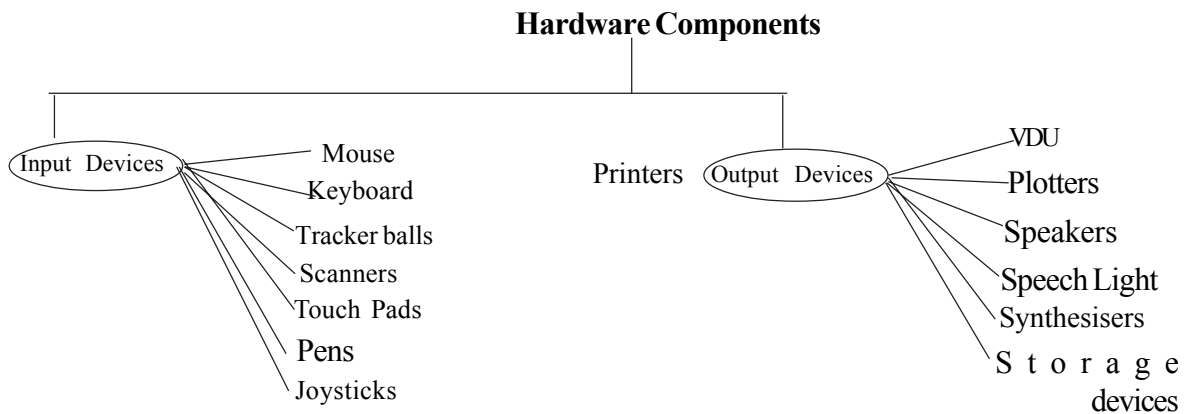 Hardware Components
Input Devices
Mouse
Keyboard
Tracker balls
Scanners
Touch Pads
Pens
Joysticks
Printers
Output Devices
VDU
Plotters
Speakers
Speech Light
Synthesisers
Storage
devices